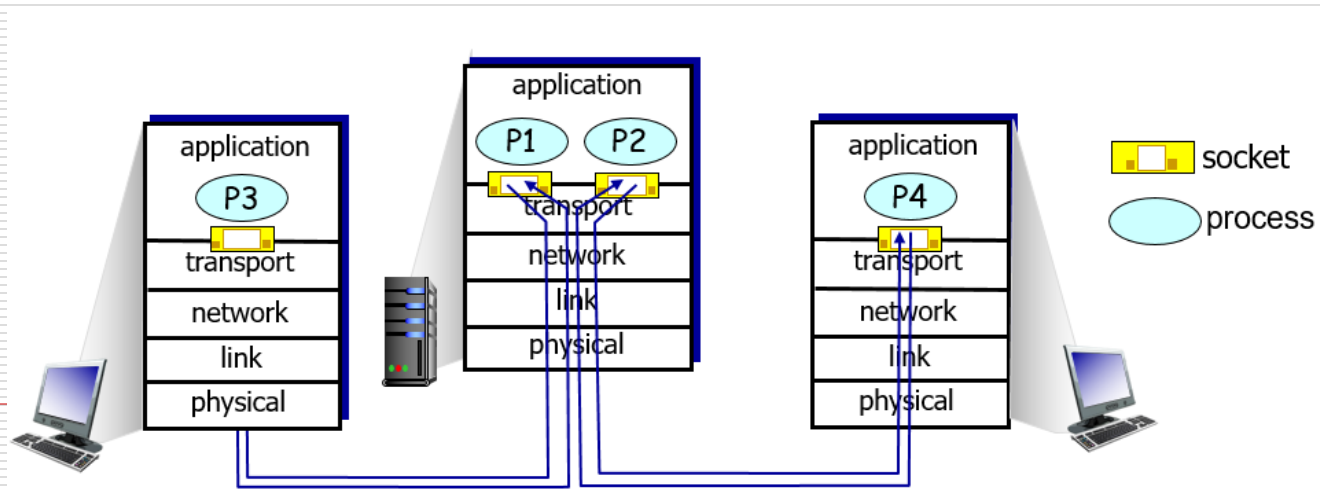 application
P3
transport
network
link
physical
application
P1 P2
transport
network
link
physical
application
P4
transport
network
link
physical
socket
process